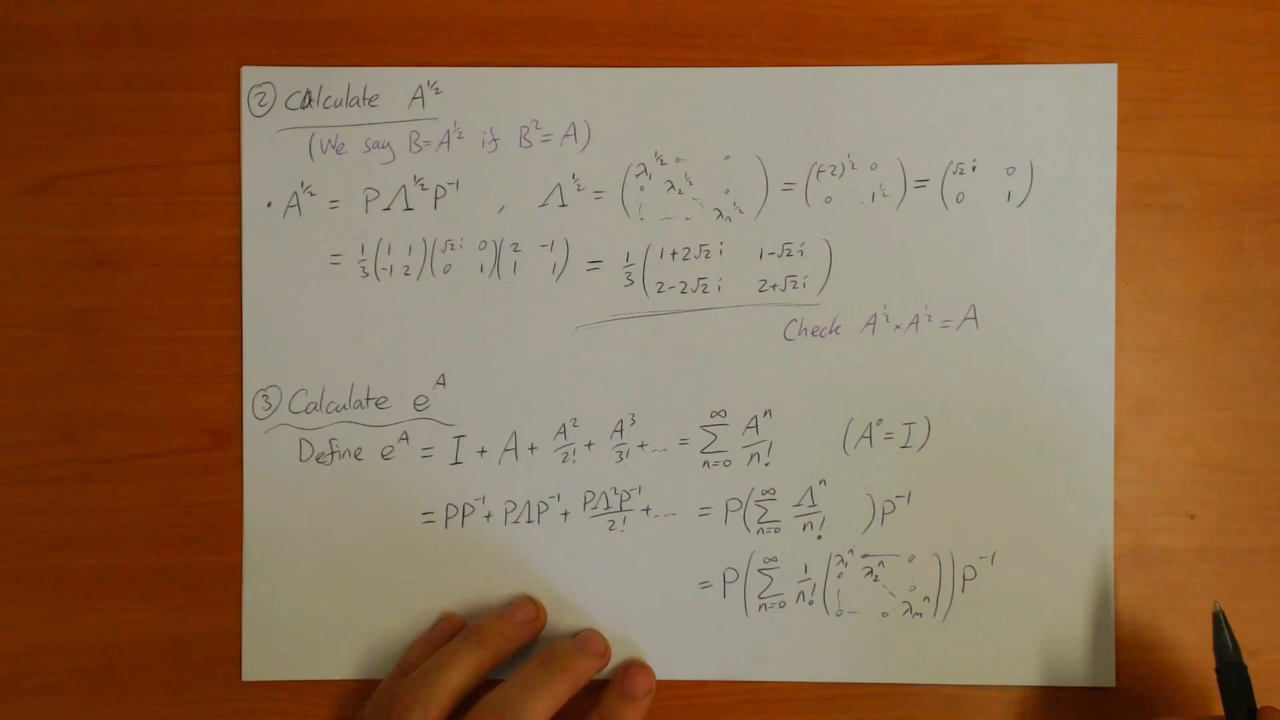 ② Calculate A^½
(We say B=A^½ if B²=A)
• A^½ = PΛ^½P⁻¹ , Λ^½ = (λ₁^½ 0 0 / 0 λ₂^½ ⋱ 0 / ⋮ ... λₙ^½) = ((-2)^½ 0 / 0 1^½) = (√2 i 0 / 0 1)
= 1/3 (1 1 / -1 2)(√2 i 0 / 0 1)(2 -1 / 1 1) = 1/3 (1+2√2 i 1-√2 i / 2-2√2 i 2+√2 i)
Check A^½ × A^½ = A
③ Calculate e^A
Define e^A = I + A + A²/2! + A³/3! + ... = ∑_{n=0}^∞ Aⁿ/n! (A⁰=I)
= PP⁻¹ + PΛP⁻¹ + PΛ²P⁻¹/2! + ... = P(∑_{n=0}^∞ Λⁿ/n! )P⁻¹
= P(∑_{n=0}^∞ 1/n! (λ₁ⁿ — 0 / 0 λ₂ⁿ ⋱ 0 / 0 — 0 λₘⁿ))P⁻¹